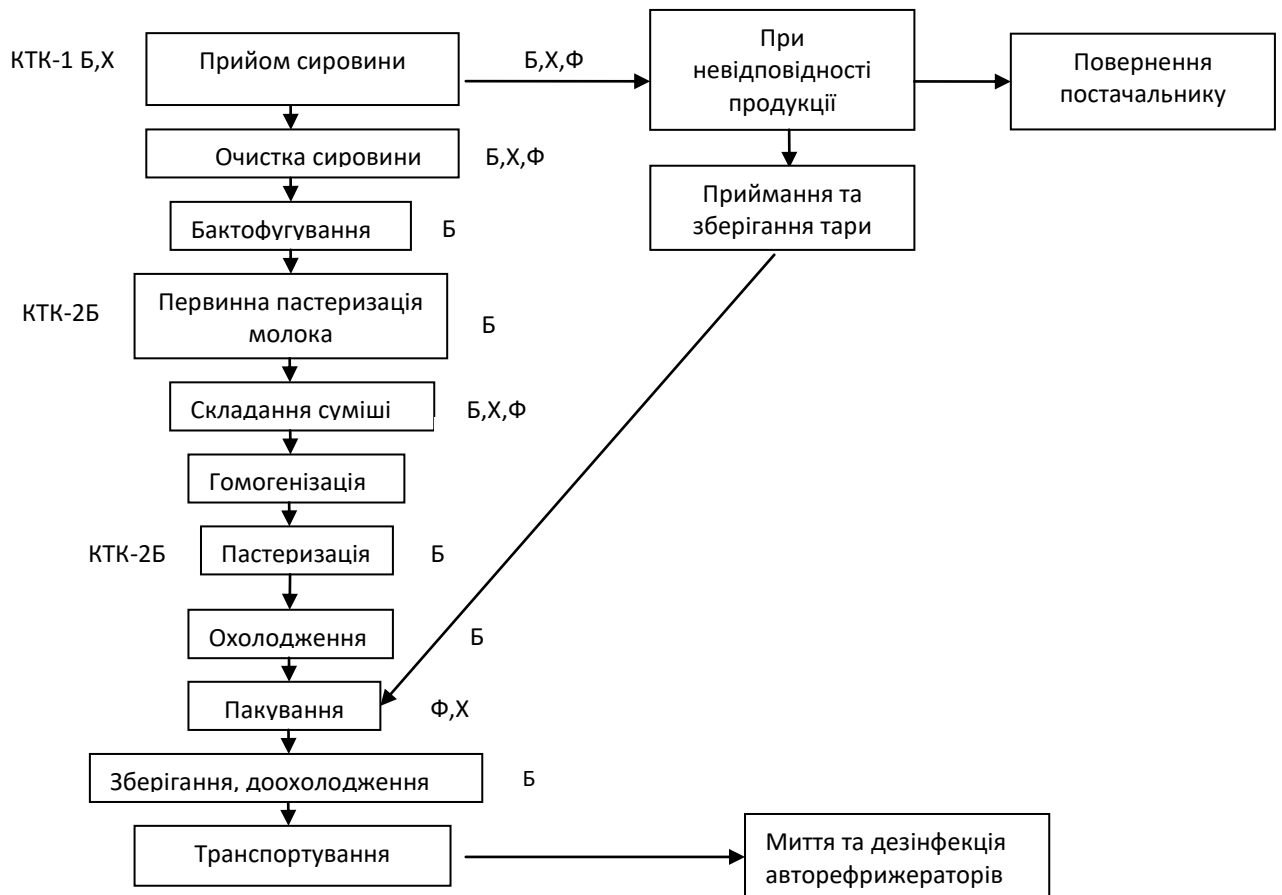 КТК-1 Б,Х
Прийом сировини
Б,Х,Ф
При
невідповідності
продукції
Повернення
постачальнику
Очистка сировини
Б,Х,Ф
Приймання та
зберігання тари
Бактофугування
Б
КТК-2Б
Первинна пастеризація
молока
Б
Складання суміші
Б,Х,Ф
Гомогенізація
КТК-2Б
Пастеризація
Б
Охолодження
Б
Пакування
Ф,Х
Зберігання, доохолодження
Б
Транспортування
Миття та дезінфекція
авторефрижераторів